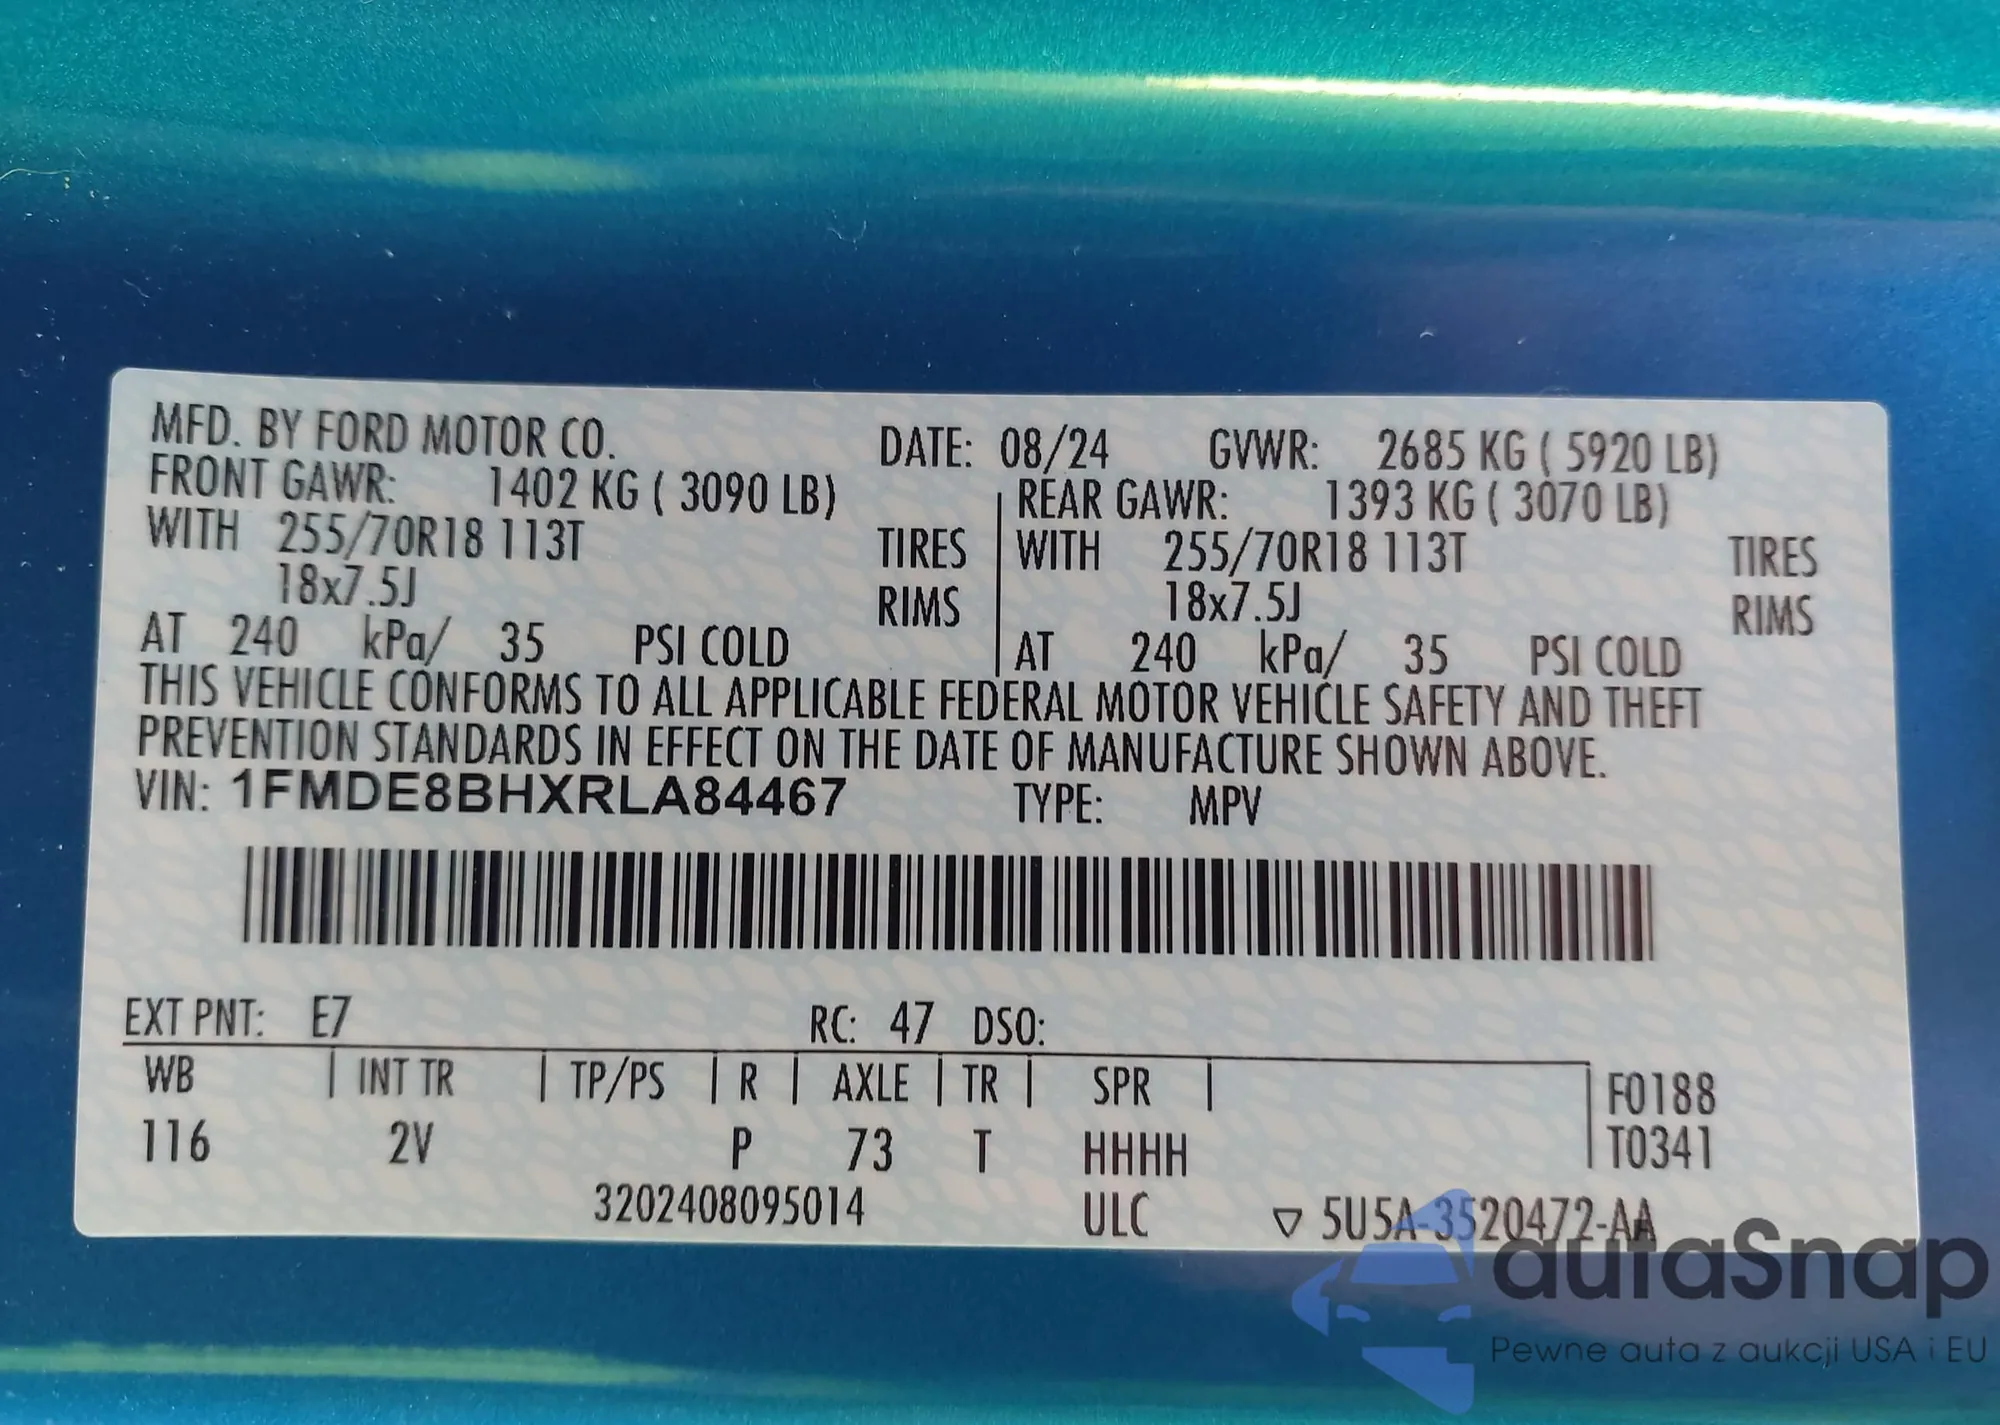 MFD. BY FORD MOTOR CO. DATE: 08/24 GVWR: 2685 KG ( 5920 LB)
FRONT GAWR: 1402 KG ( 3090 LB) REAR GAWR: 1393 KG ( 3070 LB)
WITH 255/70R18 113T TIRES WITH 255/70R18 113T TIRES
18x7.5J RIMS 18x7.5J RIMS
AT 240 kPa/ 35 PSI COLD AT 240 kPa/ 35 PSI COLD
THIS VEHICLE CONFORMS TO ALL APPLICABLE FEDERAL MOTOR VEHICLE SAFETY AND THEFT
PREVENTION STANDARDS IN EFFECT ON THE DATE OF MANUFACTURE SHOWN ABOVE.
VIN: 1FMDE8BHXRLA84467 TYPE: MPV
EXT PNT: E7 RC: 47 DSO:
WB INT TR TP/PS R AXLE TR SPR F0188
116 2V P 73 T HHHH T0341
3202408095014 ULC ▽ 5U5A-3520472-AA
autaSnap
Pewne auta z aukcji USA i EU